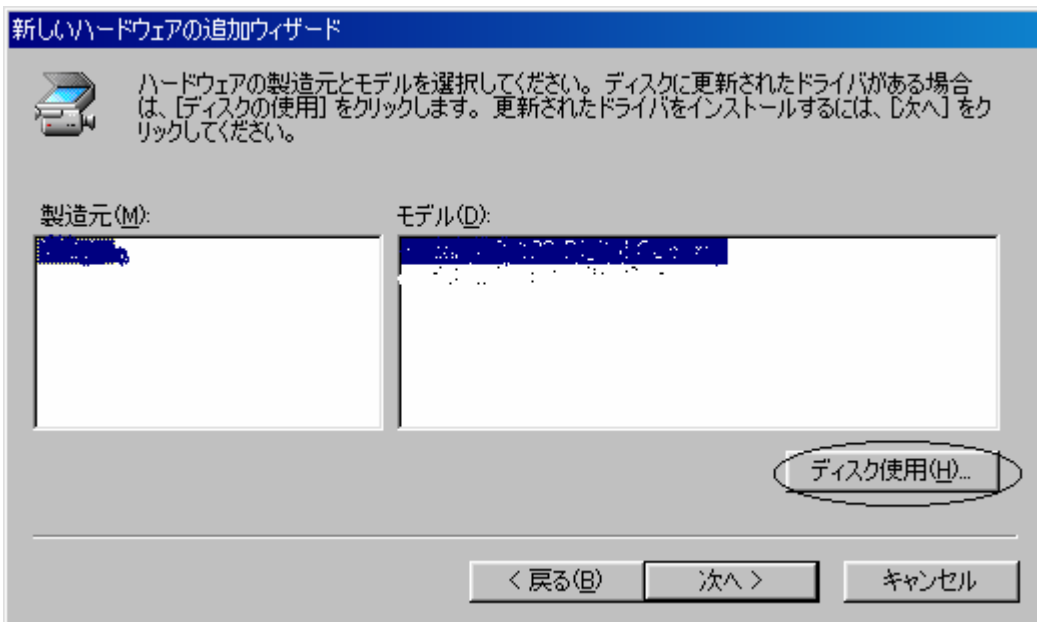 新しいハードウェアの追加ウィザード
ハードウェアの製造元とモデルを選択してください。ディスクに更新されたドライバがある場合
は、[ディスクの使用] をクリックします。更新されたドライバをインストールするには、[次へ] をク
リックしてください。
製造元(M):
モデル(D):
ディスク使用(H)...
< 戻る(B)
次へ >
キャンセル